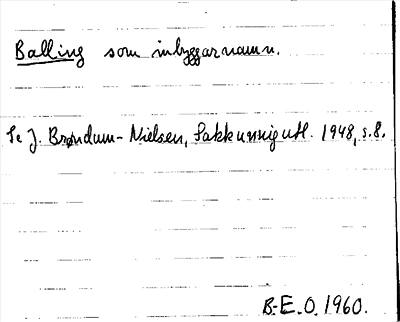 Balling som inbyggarnamn.
Se J. Brøndum-Nielsen, Sakkunnigutl. 1948, s. 8.
B-E. O. 1960.